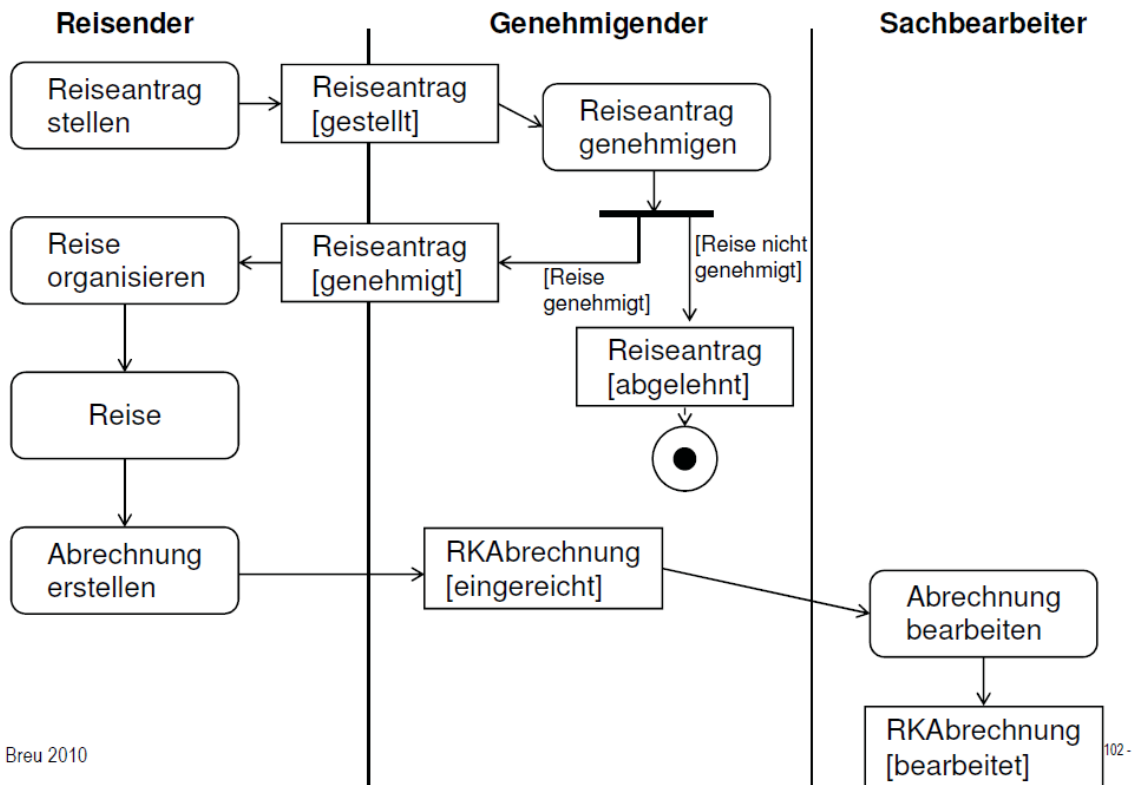 Reisender
Genehmigender
Sachbearbeiter
Reiseantrag
stellen
Reiseantrag
[gestellt]
Reiseantrag
genehmigen
Reise
organisieren
Reiseantrag
[genehmigt]
[Reise
genehmigt]
[Reise nicht
genehmigt]
Reiseantrag
[abgelehnt]
Reise
Abrechnung
erstellen
RKAbrechnung
[eingereicht]
Abrechnung
bearbeiten
RKAbrechnung
[bearbeitet]
Breu 2010
102 -